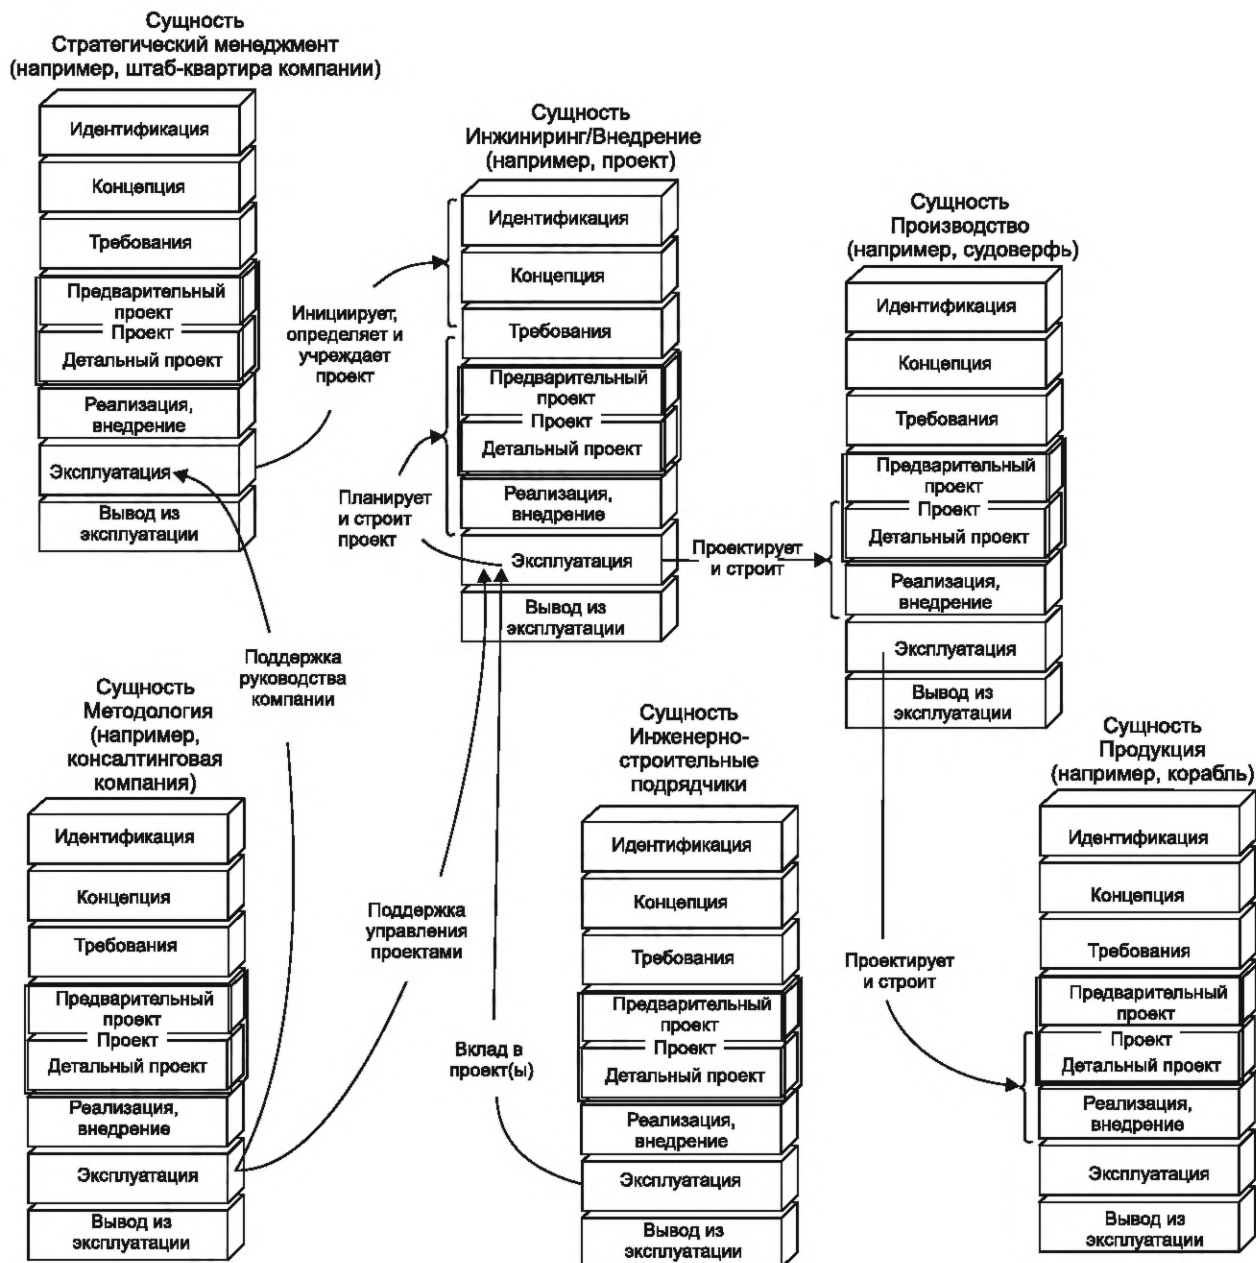 Сущность
Стратегический менеджмент
(например, штаб-квартира компании)
Идентификация
Концепция
Требования
Предварительный
проект
Проект
Детальный проект
Реализация,
внедрение
Эксплуатация
Вывод из
эксплуатации
Инициирует,
определяет и
учреждает
проект
Сущность
Инжиниринг/Внедрение
(например, проект)
Идентификация
Концепция
Требования
Предварительный
проект
Проект
Детальный проект
Реализация,
внедрение
Эксплуатация
Вывод из
эксплуатации
Планирует
и строит
проект
Проектирует
и строит
Сущность
Производство
(например, судоверфь)
Идентификация
Концепция
Требования
Предварительный
проект
Проект
Детальный проект
Реализация,
внедрение
Эксплуатация
Вывод из
эксплуатации
Поддержка
руководства
компании
Сущность
Методология
(например,
консалтинговая
компания)
Идентификация
Концепция
Требования
Предварительный
проект
Проект
Детальный проект
Реализация,
внедрение
Эксплуатация
Вывод из
эксплуатации
Поддержка
управления
проектами
Вклад в
проект(ы)
Сущность
Инженерно-
строительные
подрядчики
Идентификация
Концепция
Требования
Предварительный
проект
Проект
Детальный проект
Реализация,
внедрение
Эксплуатация
Вывод из
эксплуатации
Проектирует
и строит
Сущность
Продукция
(например, корабль)
Идентификация
Концепция
Требования
Предварительный
проект
Проект
Детальный проект
Реализация,
внедрение
Эксплуатация
Вывод из
эксплуатации